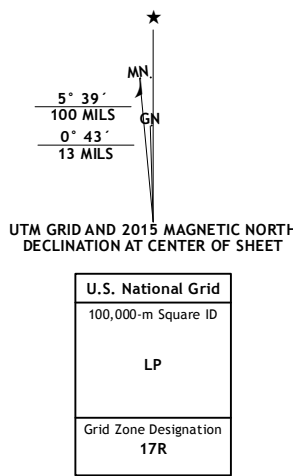 ★
MN.
5° 39´
100 MILS
GN
0° 43´
13 MILS
UTM GRID AND 2015 MAGNETIC NORTH
DECLINATION AT CENTER OF SHEET
U.S. National Grid
100,000-m Square ID
LP
Grid Zone Designation
17R